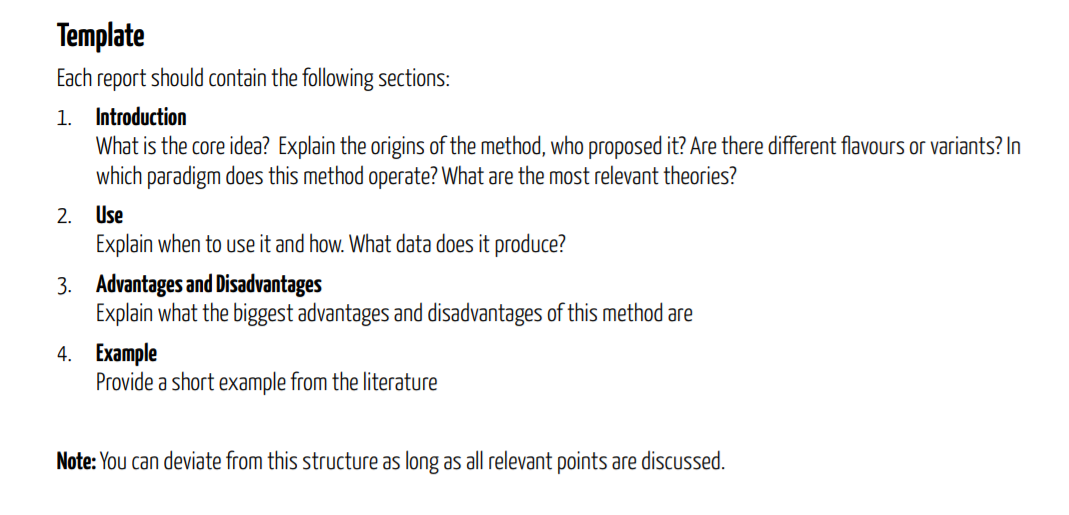 Template
Each report should contain the following sections:
1. Introduction
What is the core idea?  Explain the origins of the method, who proposed it? Are there different flavours or variants? In
which paradigm does this method operate? What are the most relevant theories?
2. Use
Explain when to use it and how. What data does it produce?
3. Advantages and Disadvantages
Explain what the biggest advantages and disadvantages of this method are
4. Example
Provide a short example from the literature
Note: You can deviate from this structure as long as all relevant points are discussed.